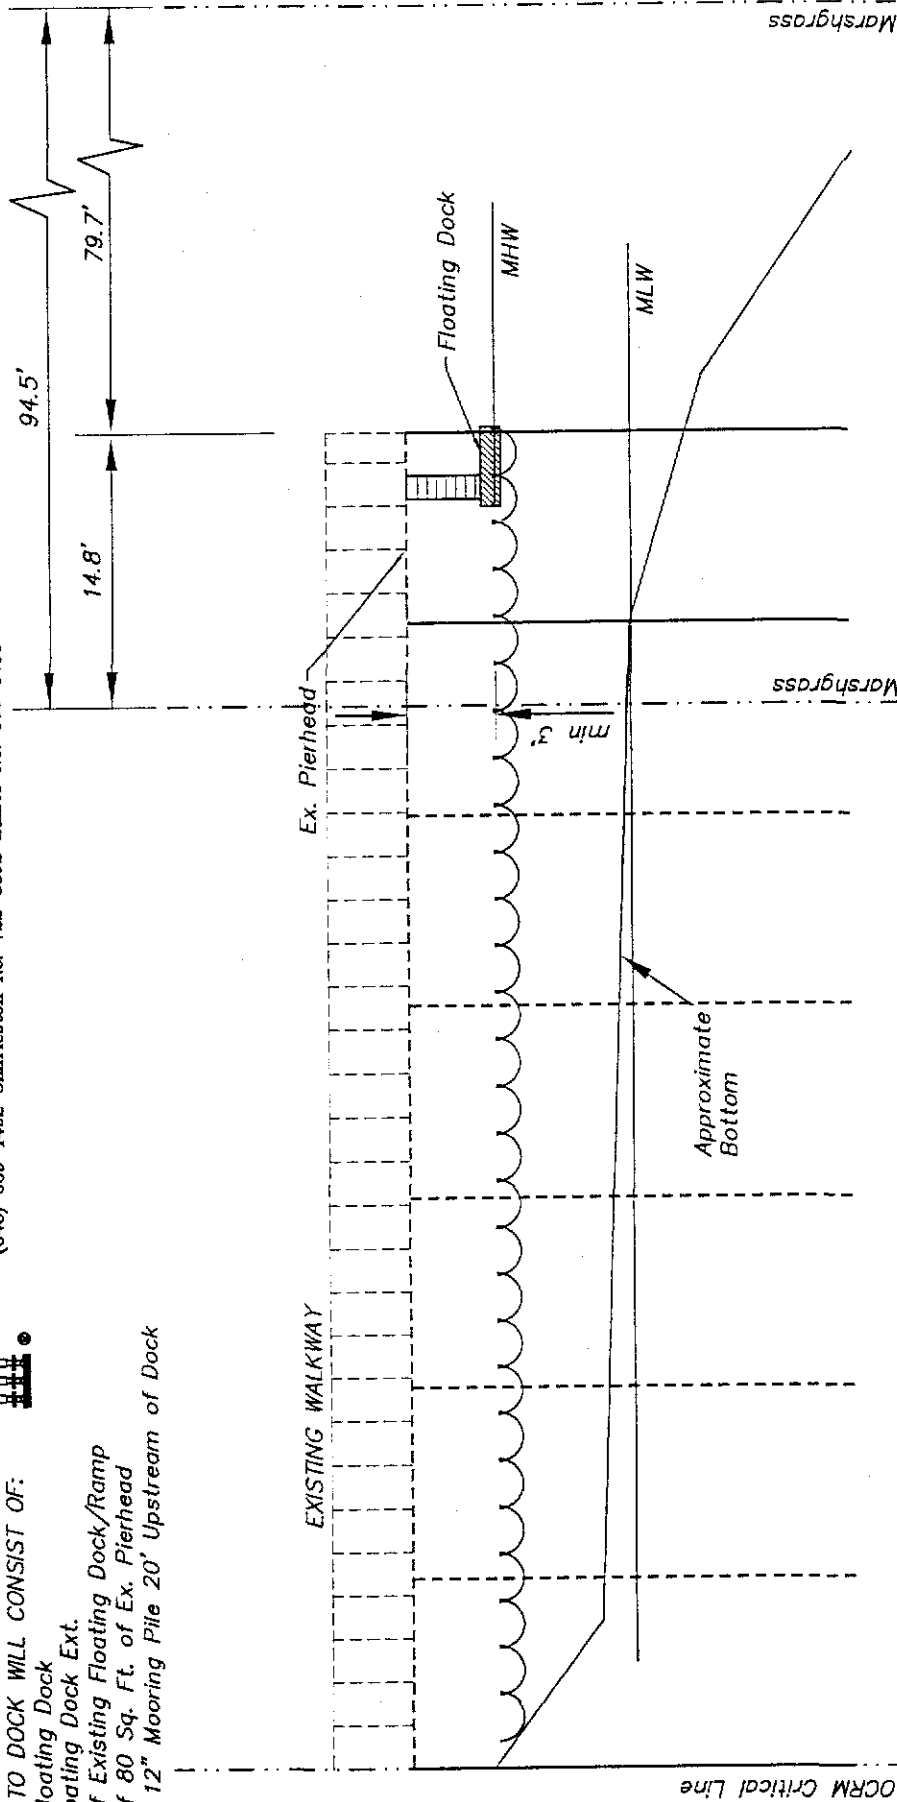 TO DOCK WILL CONSIST OF:
loating Dock
ating Dock Ext.
f Existing Floating Dock/Ramp
f 80 Sq. Ft. of Ex. Pierhead
12" Mooring Pile 20' Upstream of Dock
94.5'
14.8'
79.7'
EXISTING WALKWAY
Ex. Pierhead
Floating Dock
MHW
MLW
min 3'
Approximate
Bottom
OCRM Critical Line
Marshgrass
Marshgrass